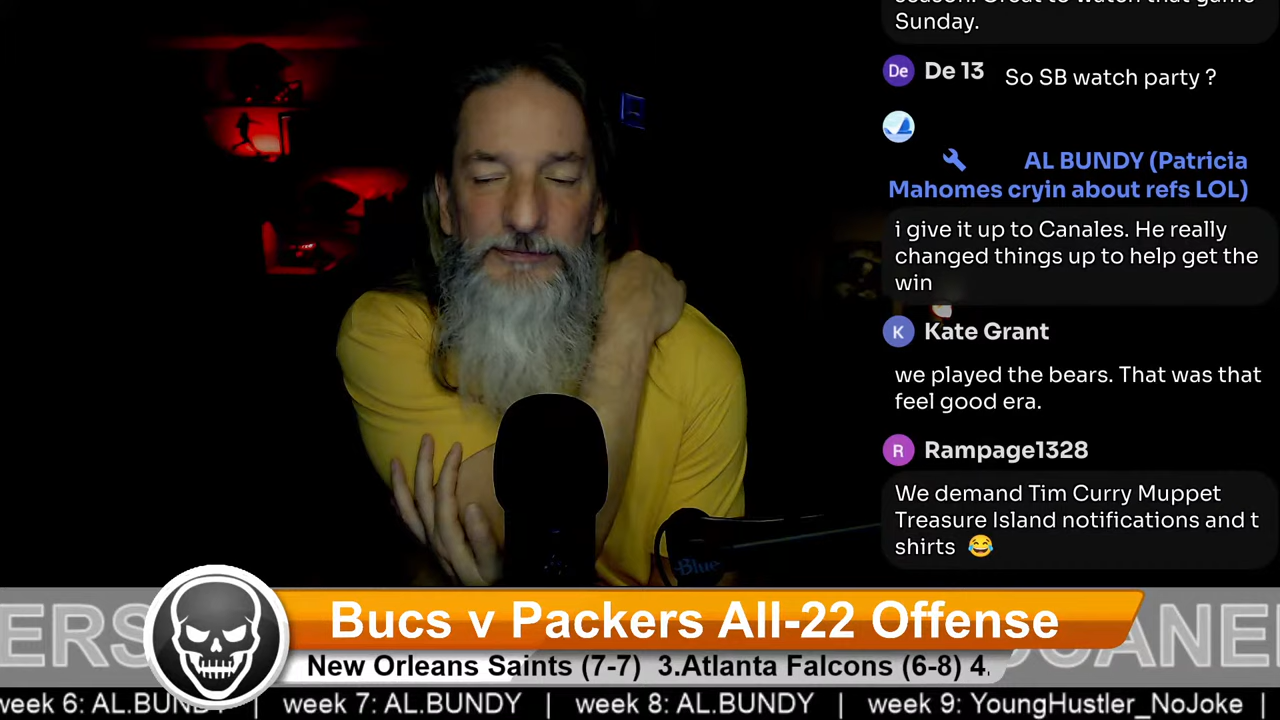 Sunday.
De
De 13
So SB watch party ?
AL BUNDY (Patricia
Mahomes cryin about refs LOL)
i give it up to Canales. He really
changed things up to help get the
win
K
Kate Grant
we played the bears. That was that
feel good era.
R
Rampage1328
We demand Tim Curry Muppet
Treasure Island notifications and t
shirts 😂
Blue
Bucs v Packers All-22 Offense
ERS
ANE
New Orleans Saints (7-7) 3.Atlanta Falcons (6-8) 4.
week 6: AL.BUNDY | week 7: AL.BUNDY | week 8: AL.BUNDY | week 9: YoungHustler_NoJoke |